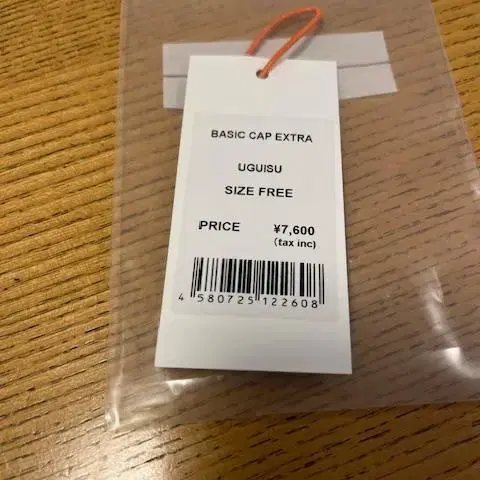 BASIC CAP EXTRA
UGUISU
SIZE FREE
PRICE ¥7,600
(tax inc)
4 580725 122608